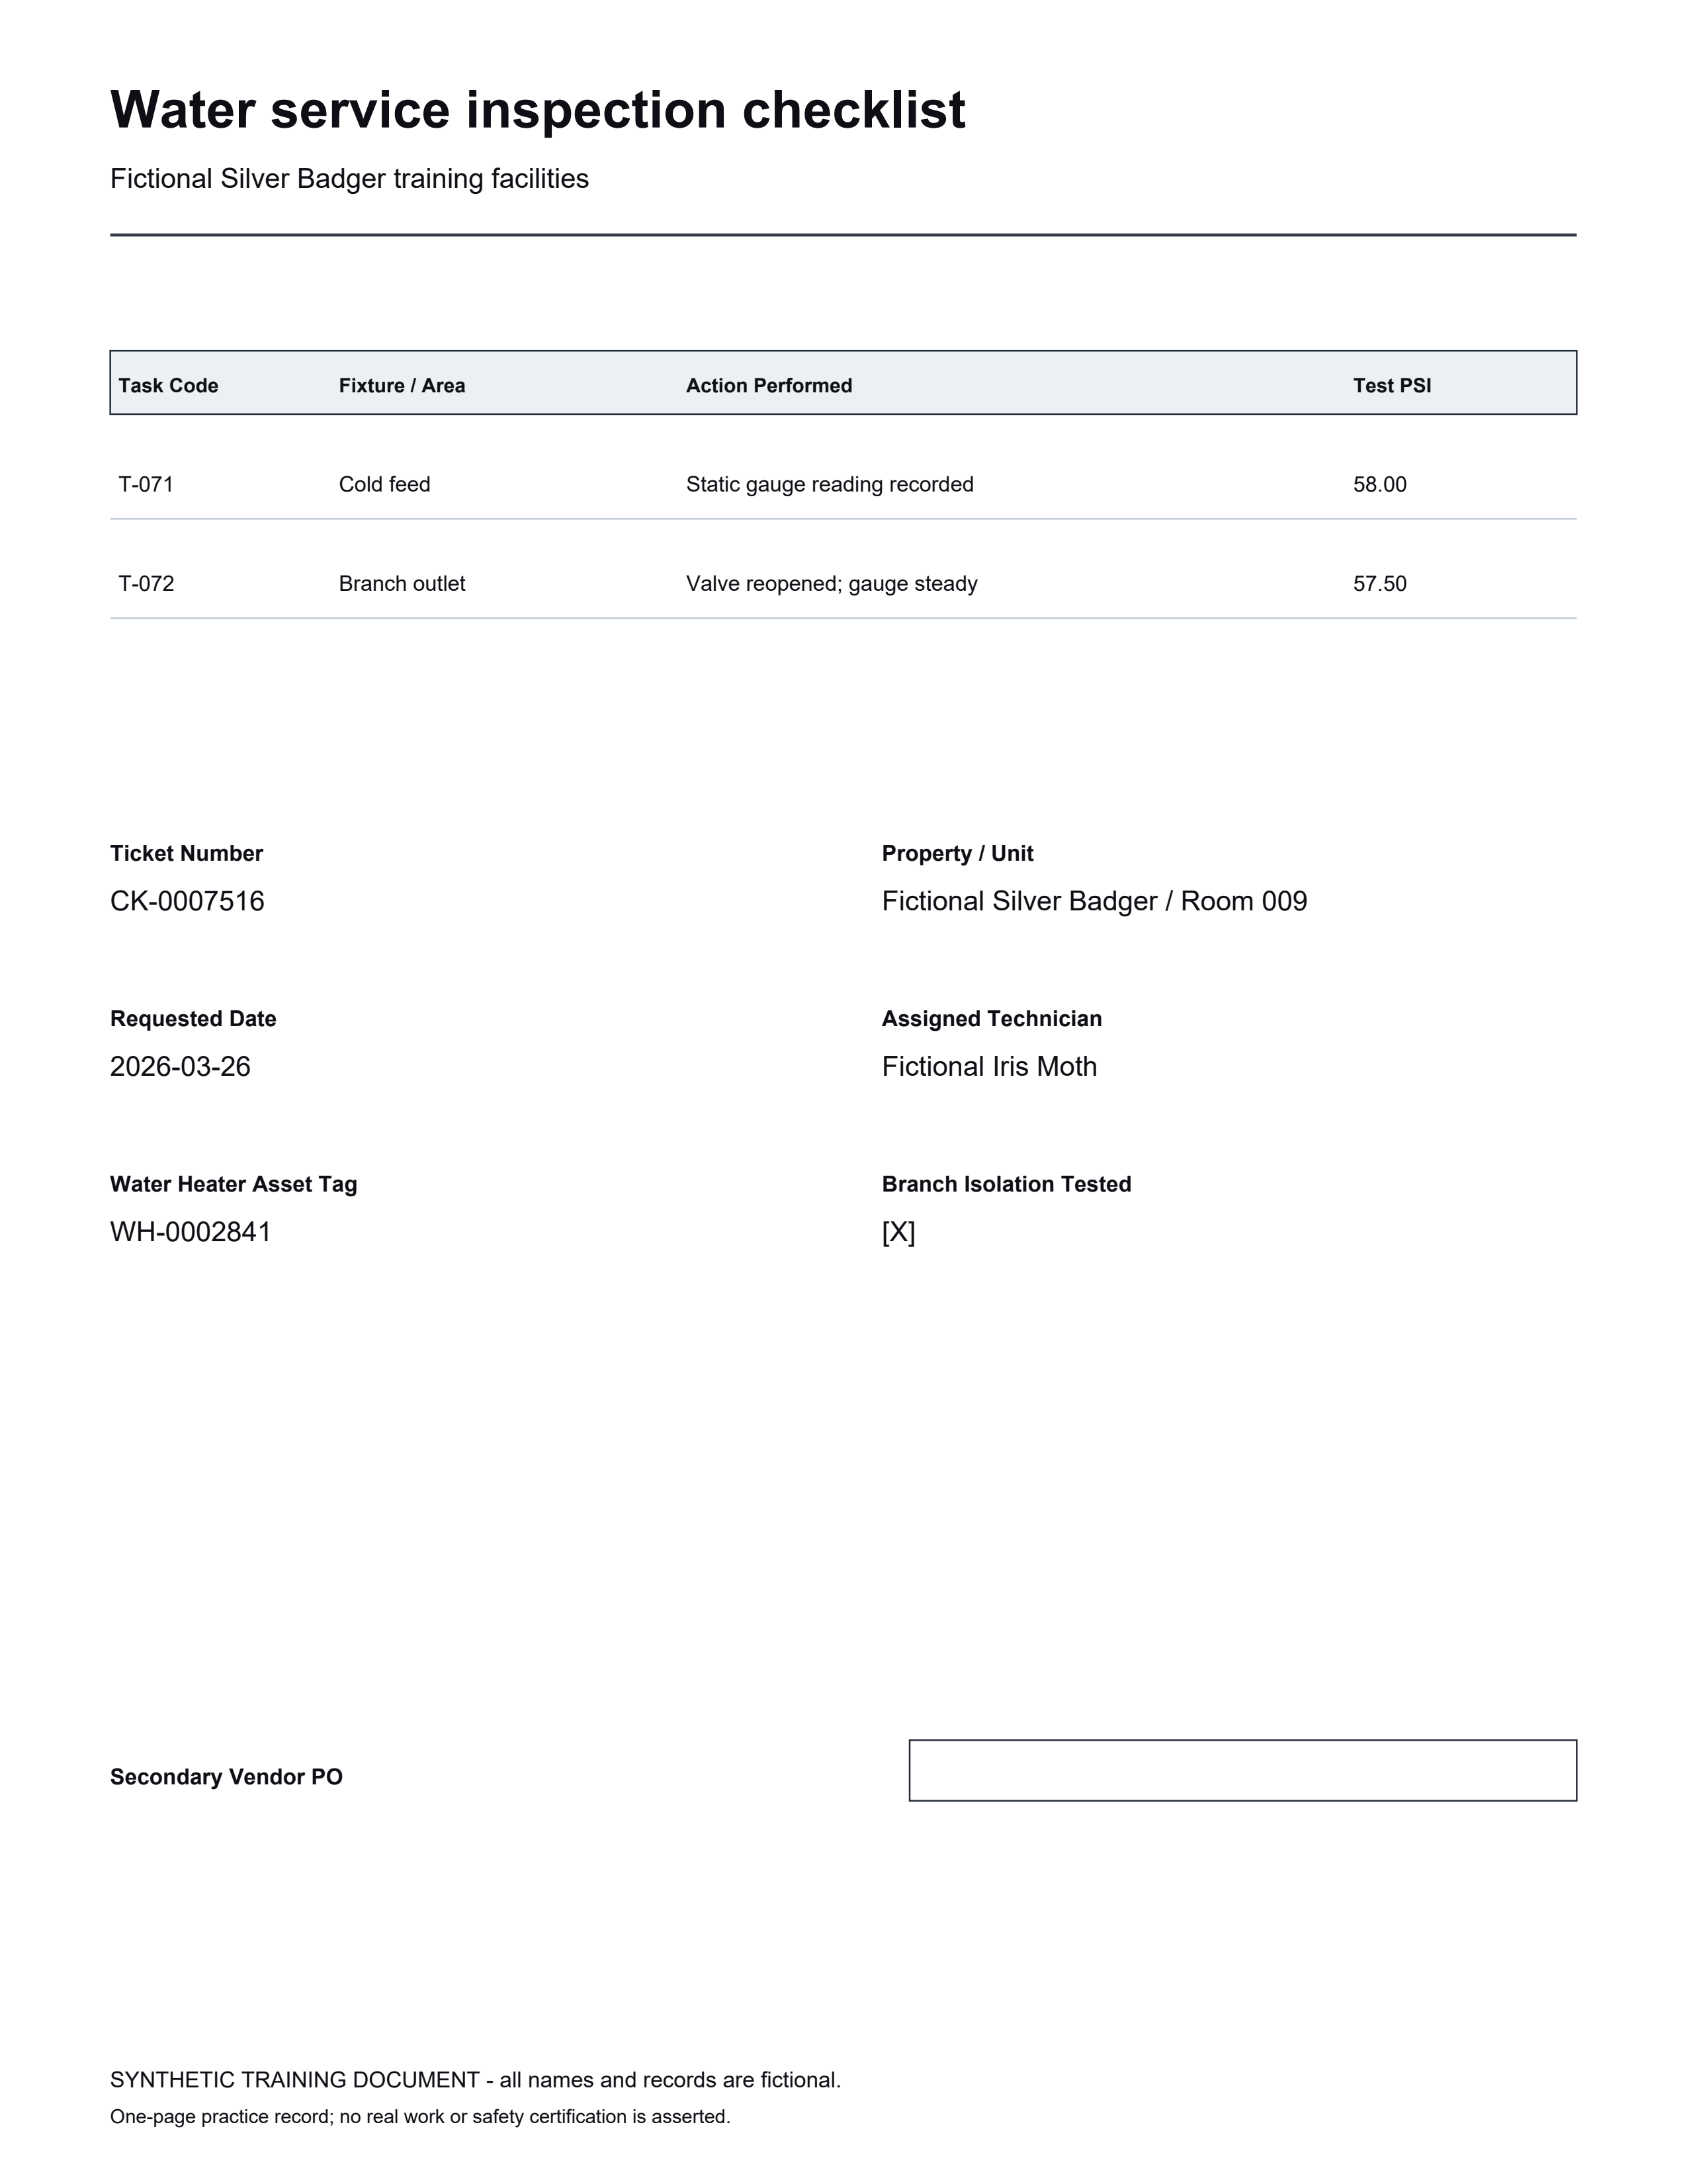 Water service inspection checklist
Fictional Silver Badger training facilities
Task Code Fixture / Area Action Performed Test PSI
T-071 Cold feed Static gauge reading recorded 58.00
T-072 Branch outlet Valve reopened; gauge steady 57.50
Ticket Number Property / Unit
CK-0007516 Fictional Silver Badger / Room 009
Requested Date Assigned Technician
2026-03-26 Fictional Iris Moth
Water Heater Asset Tag Branch Isolation Tested
WH-0002841 [X]
Secondary Vendor PO
SYNTHETIC TRAINING DOCUMENT - all names and records are fictional.
One-page practice record; no real work or safety certification is asserted.